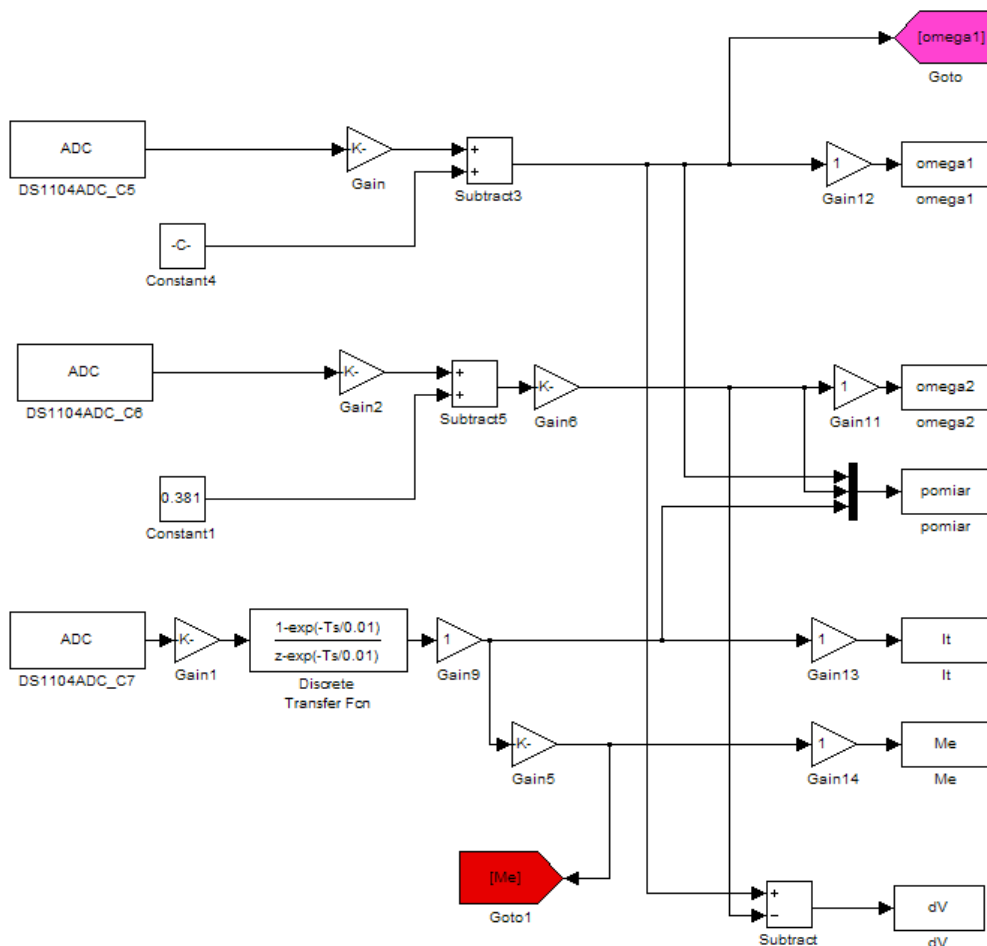 [omega1]
Goto
ADC
DS1104ADC_C5
K-
Gain
+
+
Subtract3
1
Gain12
omega1
omega1
-C-
Constant4
ADC
DS1104ADC_C6
K-
Gain2
+
+
Subtract5
K-
Gain6
1
Gain11
omega2
omega2
0.381
Constant1
pomiar
pomiar
ADC
DS1104ADC_C7
K-
Gain1
1-exp(-Ts/0.01)
z-exp(-Ts/0.01)
Discrete
Transfer Fcn
1
Gain9
1
Gain13
It
It
K-
Gain5
1
Gain14
Me
Me
[Me]
Goto1
+
−
Subtract
dV
dV